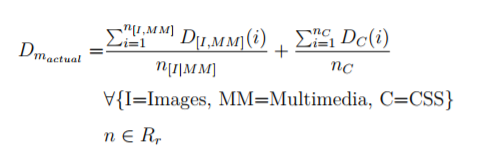 D_{m_{actual}} = \frac{\sum_{i=1}^{n_{[I,MM]}} D_{[I,MM]}(i)}{n_{[I|MM]}} + \frac{\sum_{i=1}^{n_C} D_C(i)}{n_C}
∀{I=Images, MM=Multimedia, C=CSS}
n ∈ R_r